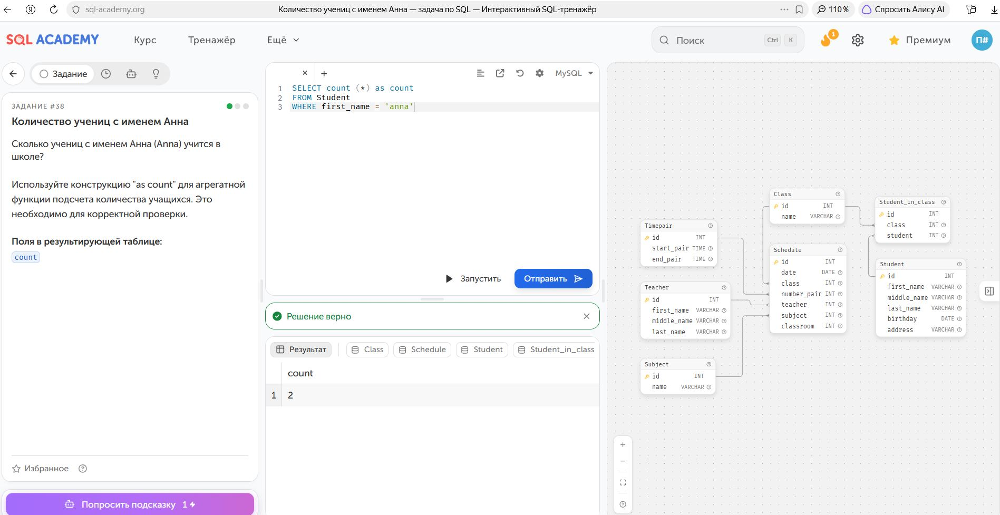 sql-academy.org
Количество учениц с именем Анна — задача по SQL — Интерактивный SQL-тренажёр
110 %
Спросить Алису AI
SQL ACADEMY
Курс
Тренажёр
Ещё
Поиск
Ctrl
K
1
Премиум
П#
Задание
ЗАДАНИЕ #38
Количество учениц с именем Анна
Сколько учениц с именем Анна (Anna) учится в
школе?
Используйте конструкцию "as count" для агрегатной
функции подсчета количества учащихся. Это
необходимо для корректной проверки.
Поля в результирующей таблице:
count
Избранное
Попросить подсказку 1
MySQL
1 SELECT count (*) as count
2 FROM Student
3 WHERE first_name = 'anna'
Запустить
Отправить
Решение верно
Результат
Class
Schedule
Student
Student_in_class
count
1 2
Timepair
id INT
start_pair TIME
end_pair TIME
Teacher
id INT
first_name VARCHAR
middle_name VARCHAR
last_name VARCHAR
Subject
id INT
name VARCHAR
Class
id INT
name VARCHAR
Schedule
id INT
date DATE
class INT
number_pair INT
teacher INT
subject INT
classroom INT
Student_in_class
id INT
class INT
student INT
Student
id INT
first_name VARCHAR
middle_name VARCHAR
last_name VARCHAR
birthday DATE
address VARCHAR